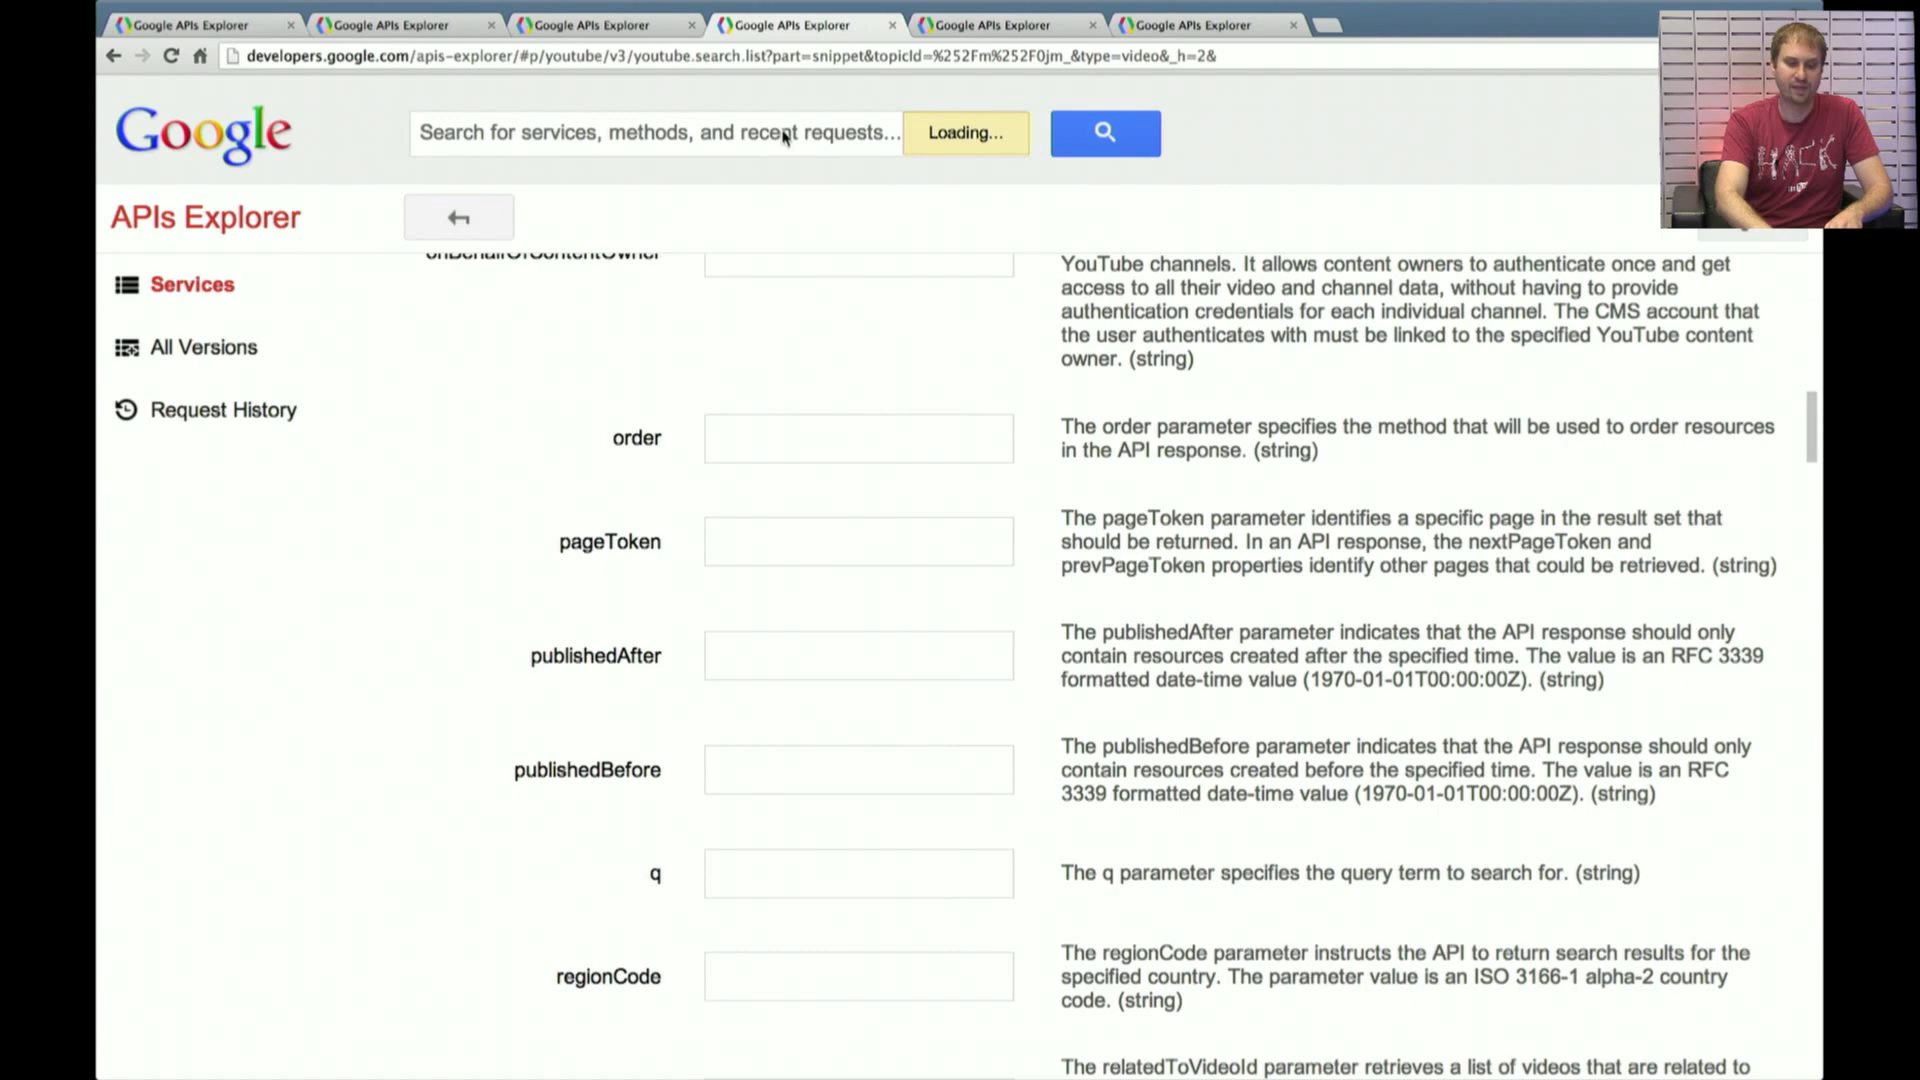 Google APIs Explorer
Google APIs Explorer
Google APIs Explorer
Google APIs Explorer
Google APIs Explorer
Google APIs Explorer
developers.google.com/apis-explorer/#p/youtube/v3/youtube.search.list?part=snippet&topicId=%252Fm%252F0jm_&type=video&_h=2&
Google
Search for services, methods, and recent requests...
Loading...
HACK
APIs Explorer
Services
All Versions
Request History
onBehalfOfContentOwner
YouTube channels. It allows content owners to authenticate once and get
access to all their video and channel data, without having to provide
authentication credentials for each individual channel. The CMS account that
the user authenticates with must be linked to the specified YouTube content
owner. (string)
order
The order parameter specifies the method that will be used to order resources
in the API response. (string)
pageToken
The pageToken parameter identifies a specific page in the result set that
should be returned. In an API response, the nextPageToken and
prevPageToken properties identify other pages that could be retrieved. (string)
publishedAfter
The publishedAfter parameter indicates that the API response should only
contain resources created after the specified time. The value is an RFC 3339
formatted date-time value (1970-01-01T00:00:00Z). (string)
publishedBefore
The publishedBefore parameter indicates that the API response should only
contain resources created before the specified time. The value is an RFC
3339 formatted date-time value (1970-01-01T00:00:00Z). (string)
q
The q parameter specifies the query term to search for. (string)
regionCode
The regionCode parameter instructs the API to return search results for the
specified country. The parameter value is an ISO 3166-1 alpha-2 country
code. (string)
The relatedToVideoId parameter retrieves a list of videos that are related to